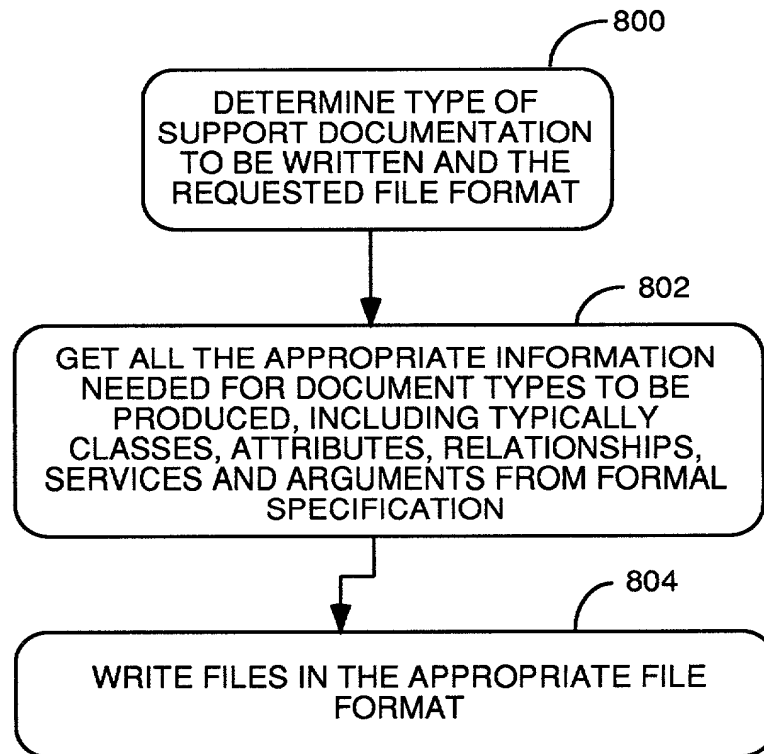 800
DETERMINE TYPE OF
SUPPORT DOCUMENTATION
TO BE WRITTEN AND THE
REQUESTED FILE FORMAT
802
GET ALL THE APPROPRIATE INFORMATION
NEEDED FOR DOCUMENT TYPES TO BE
PRODUCED, INCLUDING TYPICALLY
CLASSES, ATTRIBUTES, RELATIONSHIPS,
SERVICES AND ARGUMENTS FROM FORMAL
SPECIFICATION
804
WRITE FILES IN THE APPROPRIATE FILE
FORMAT